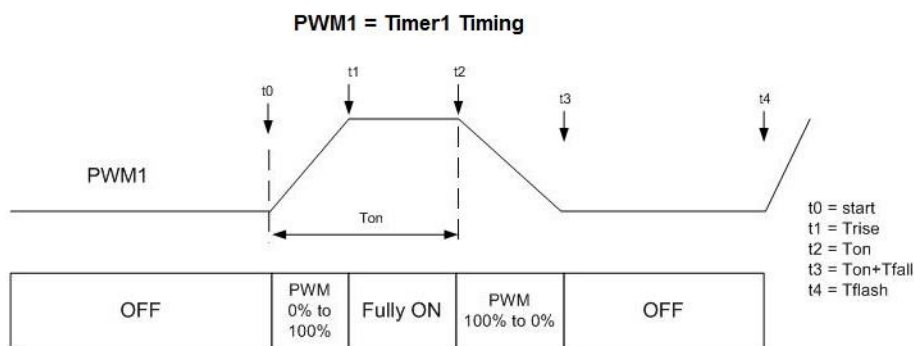 PWM1 = Timer1 Timing
t0
t1
t2
t3
t4
PWM1
Ton
t0 = start
t1 = Trise
t2 = Ton
t3 = Ton+Tfall
t4 = Tflash
OFF
PWM
0% to
100%
Fully ON
PWM
100% to 0%
OFF